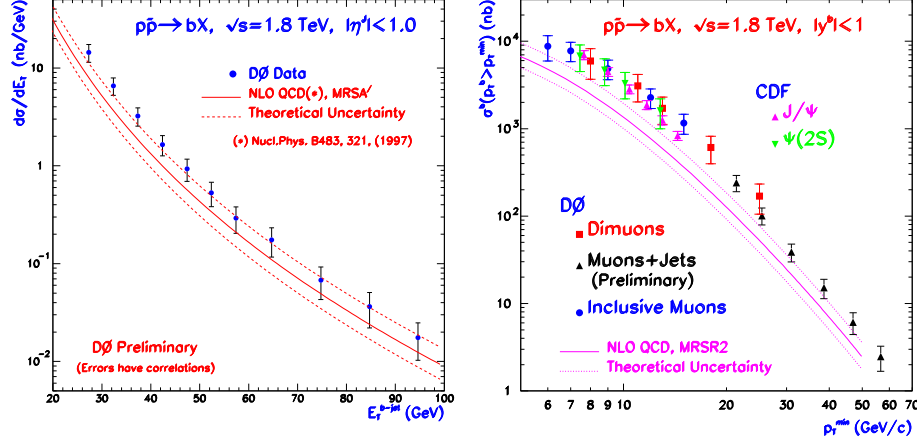 pp̄→bX, √s=1.8 TeV, |η^J|<1.0
dσ/dE_T (nb/GeV)
10
1
10^-1
10^-2
DØ Data
NLO QCD(∗), MRSA′
Theoretical Uncertainty
(∗) Nucl.Phys. B483, 321, (1997)
DØ Preliminary
(Errors have correlations)
20 30 40 50 60 70 80 90 100
E_T^b-jet (GeV)
pp̄→bX, √s=1.8 TeV, |y^b|<1
σ^b(p_T^b>p_T^min) (nb)
10^4
10^3
10^2
10
1
CDF
J/ψ
Ψ(2S)
DØ
Dimuons
Muons+Jets
(Preliminary)
Inclusive Muons
NLO QCD, MRSR2
Theoretical Uncertainty
5 6 7 8 9 10 20 30 40 50 60 70
p_T^min (GeV/c)